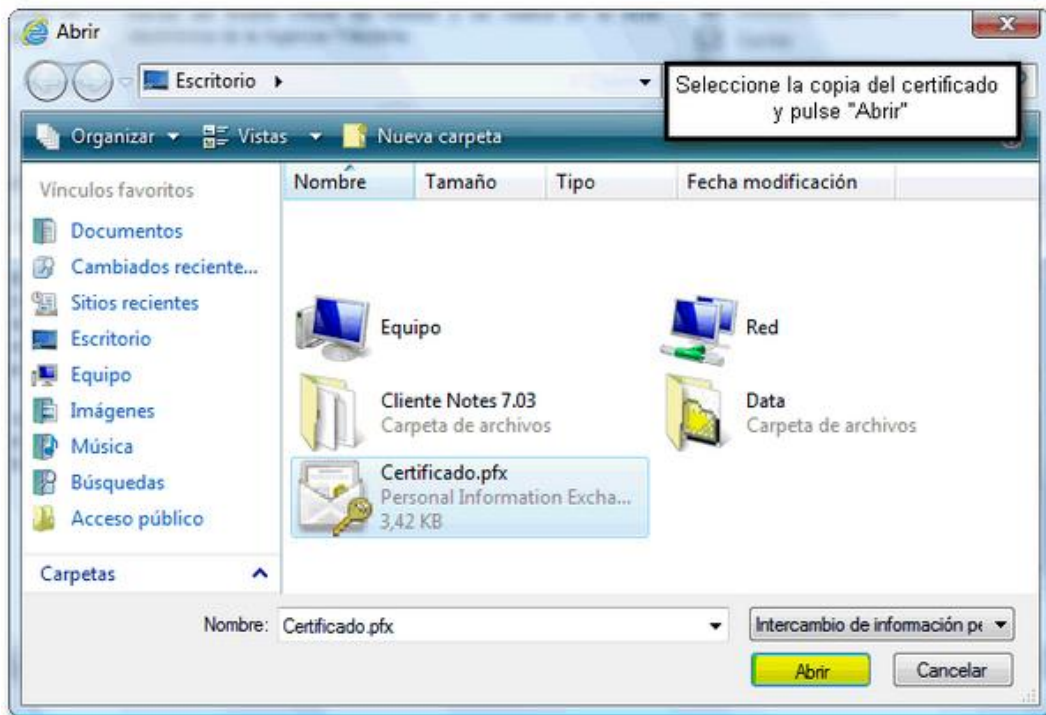 Abrir
Escritorio
Seleccione la copia del certificado
y pulse "Abrir"
Organizar Vistas Nueva carpeta
Vínculos favoritos
Nombre Tamaño Tipo Fecha modificación
Documentos
Cambiados reciente...
Sitios recientes
Escritorio
Equipo
Imágenes
Música
Búsquedas
Acceso público
Carpetas
Equipo
Red
Cliente Notes 7.03
Carpeta de archivos
Data
Carpeta de archivos
Certificado.pfx
Personal Information Excha...
3,42 KB
Nombre: Certificado.pfx
Intercambio de información pe
Abrir Cancelar